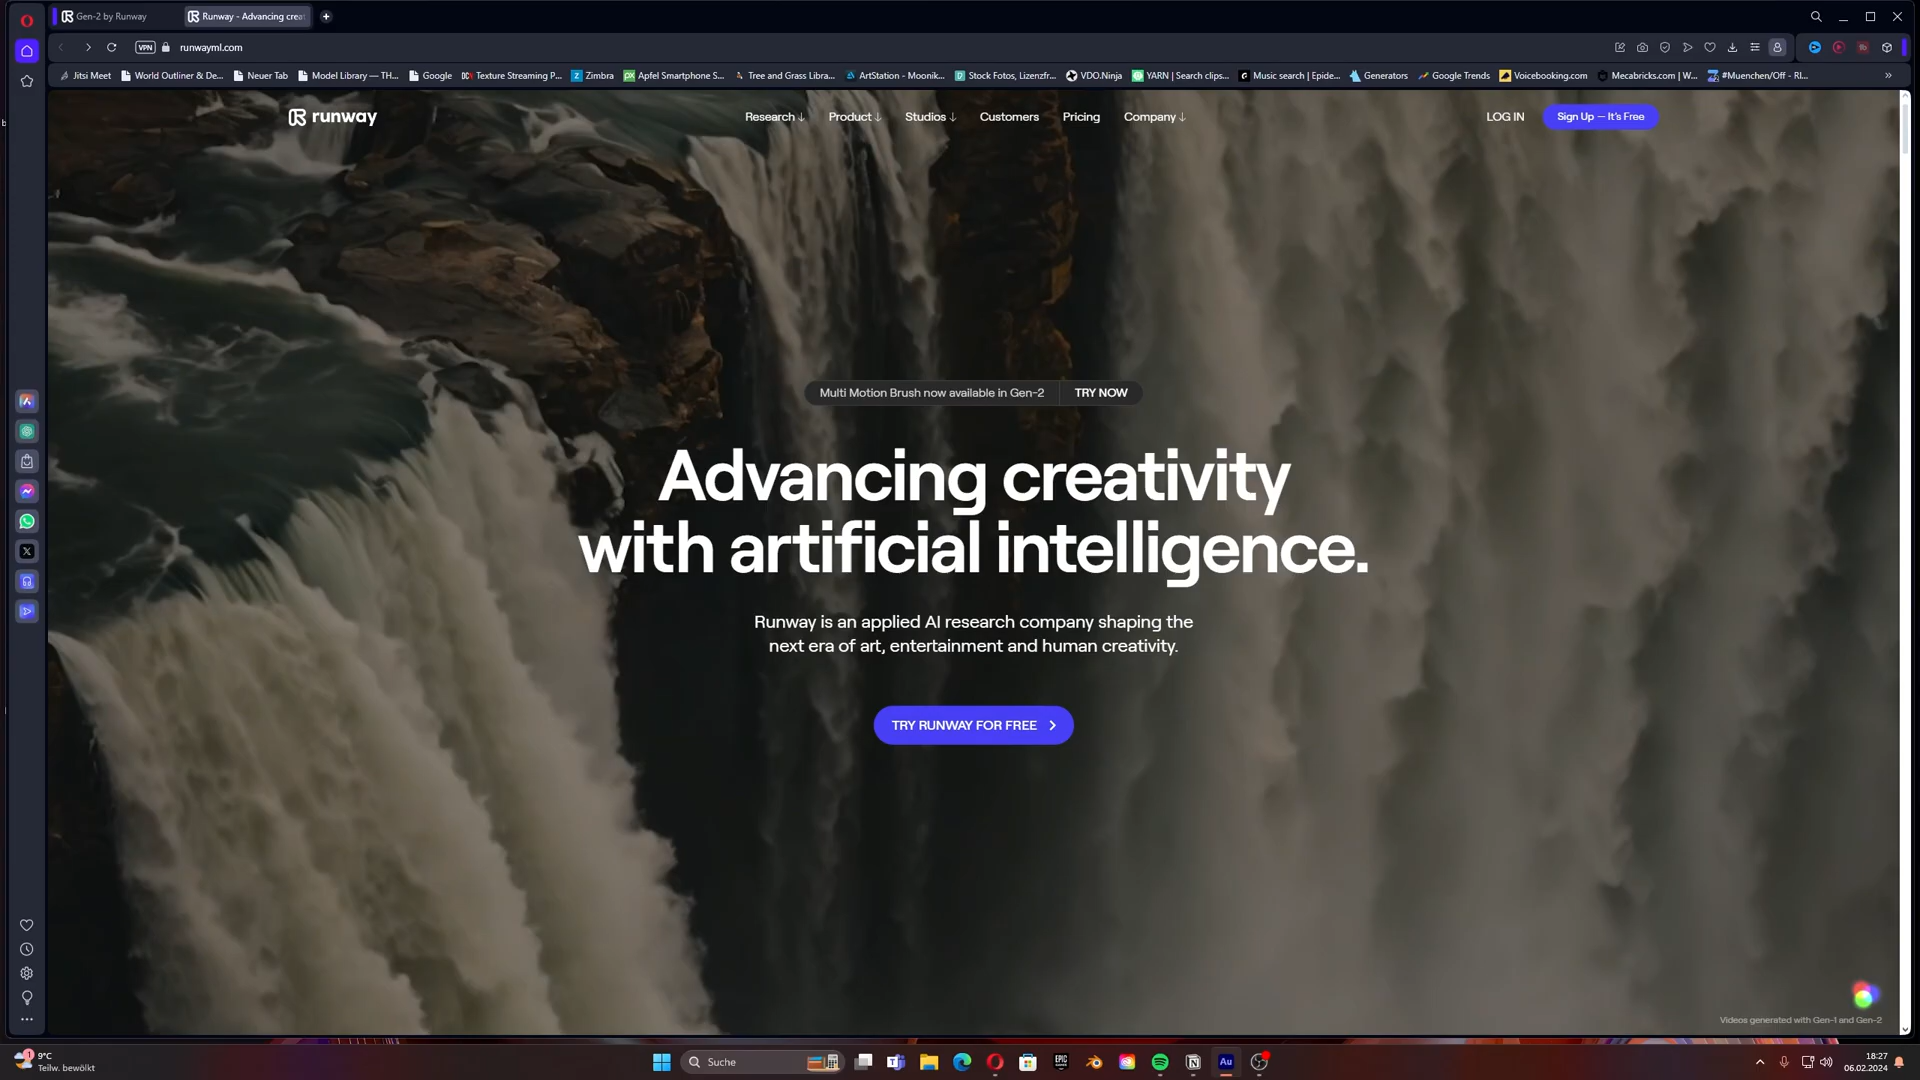 Gen-2 by Runway
Runway - Advancing crea
VPN
runwayml.com
Jitsi Meet
World Outliner & De...
Neuer Tab
Model Library — TH...
Google
Texture Streaming P...
Zimbra
Apfel Smartphone S...
Tree and Grass Libra...
ArtStation - Moonik...
Stock Fotos, Lizenzfr...
VDO.Ninja
YARN | Search clips...
Music search | Epide...
Generators
Google Trends
Voicebooking.com
Mecabricks.com | W...
#Muenchen/Off - RI...
runway
Research
Product
Studios
Customers
Pricing
Company
LOG IN
Sign Up — It's Free
Multi Motion Brush now available in Gen-2
TRY NOW
Advancing creativity
with artificial intelligence.
Runway is an applied AI research company shaping the
next era of art, entertainment and human creativity.
TRY RUNWAY FOR FREE
Videos generated with Gen-1 and Gen-2
1
9°C
Teilw. bewölkt
Suche
EPIC
Au
18:27
06.02.2024